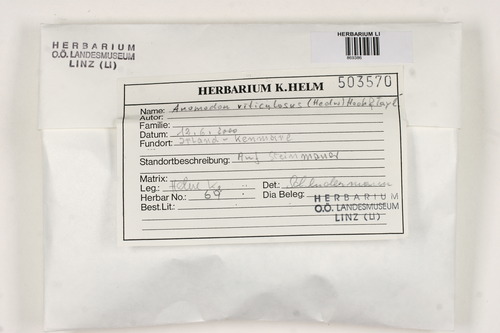 HERBARIUM
O.Ö. LANDESMUSEUM
LINZ (LI)
HERBARIUM LI
HERBARIUM K.HELM
503570
Name: Anomodon viticulosus (Hedw) Hook & Tayl
Autor:
Familie:
Datum: 12.6.2000
Fundort: Irland - Kenmare
Standortbeschreibung: Auf Steinmauer
Matrix:
Leg.: Helm K. Det.:
Herbar No.: 69 Dia Beleg:
Best.Lit.:
HERBARIUM
O.Ö. LANDESMUSEUM
LINZ (LI)